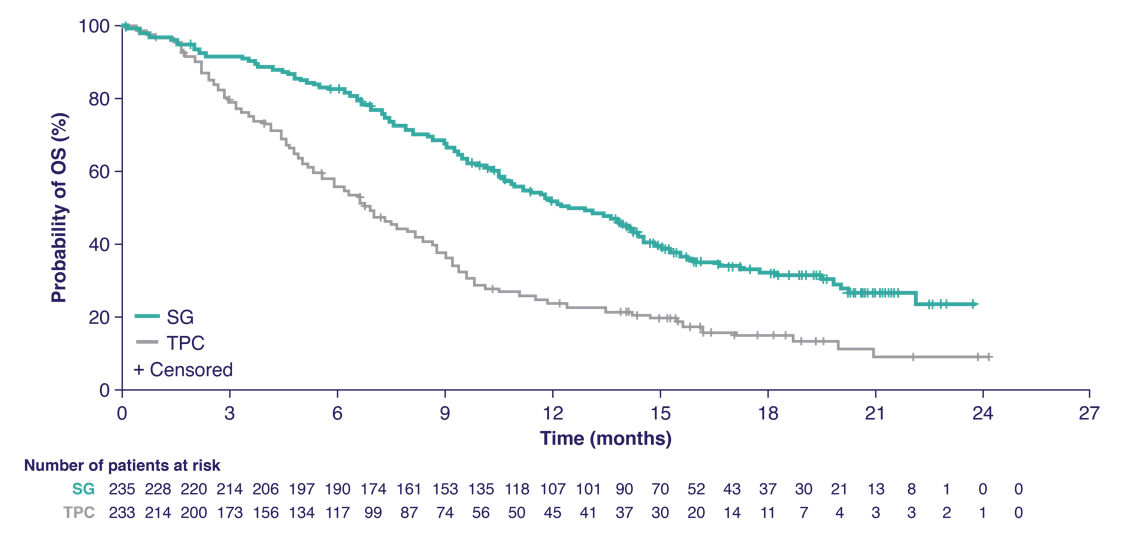 100
80
60
40
20
0
Probability of OS (%)
SG
TPC
+ Censored
0 3 6 9 12 15 18 21 24 27
Time (months)
Number of patients at risk
SG 235 228 220 214 206 197 190 174 161 153 135 118 107 101 90 70 52 43 37 30 21 13 8 1 0 0
TPC 233 214 200 173 156 134 117 99 87 74 56 50 45 41 37 30 20 14 11 7 4 3 3 2 1 0